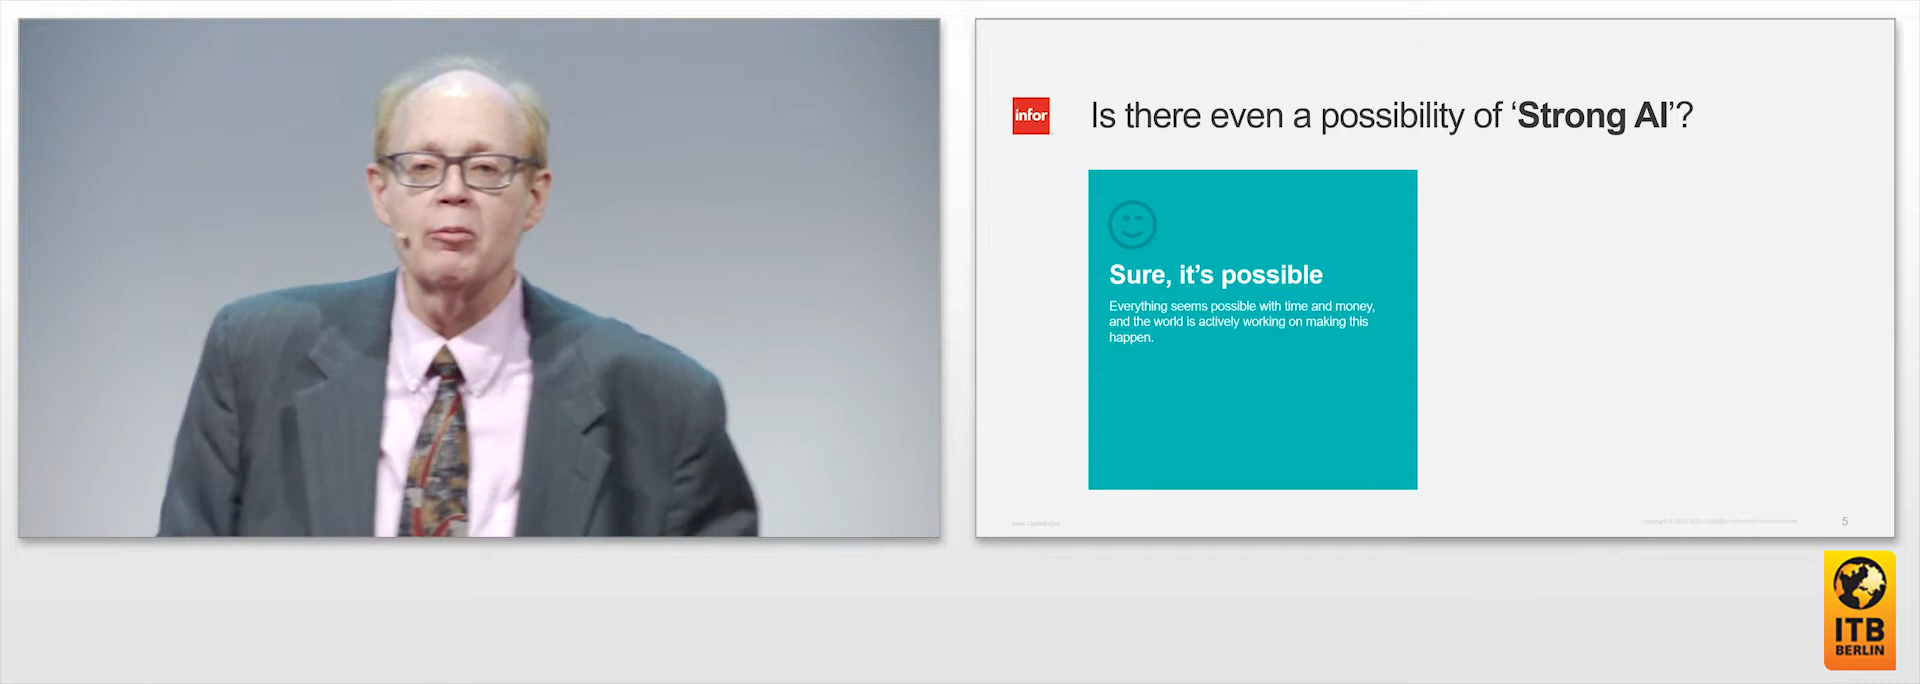 infor
Is there even a possibility of ‘Strong AI’?
Sure, it’s possible
Everything seems possible with time and money,
and the world is actively working on making this
happen.
5
ITB
BERLIN